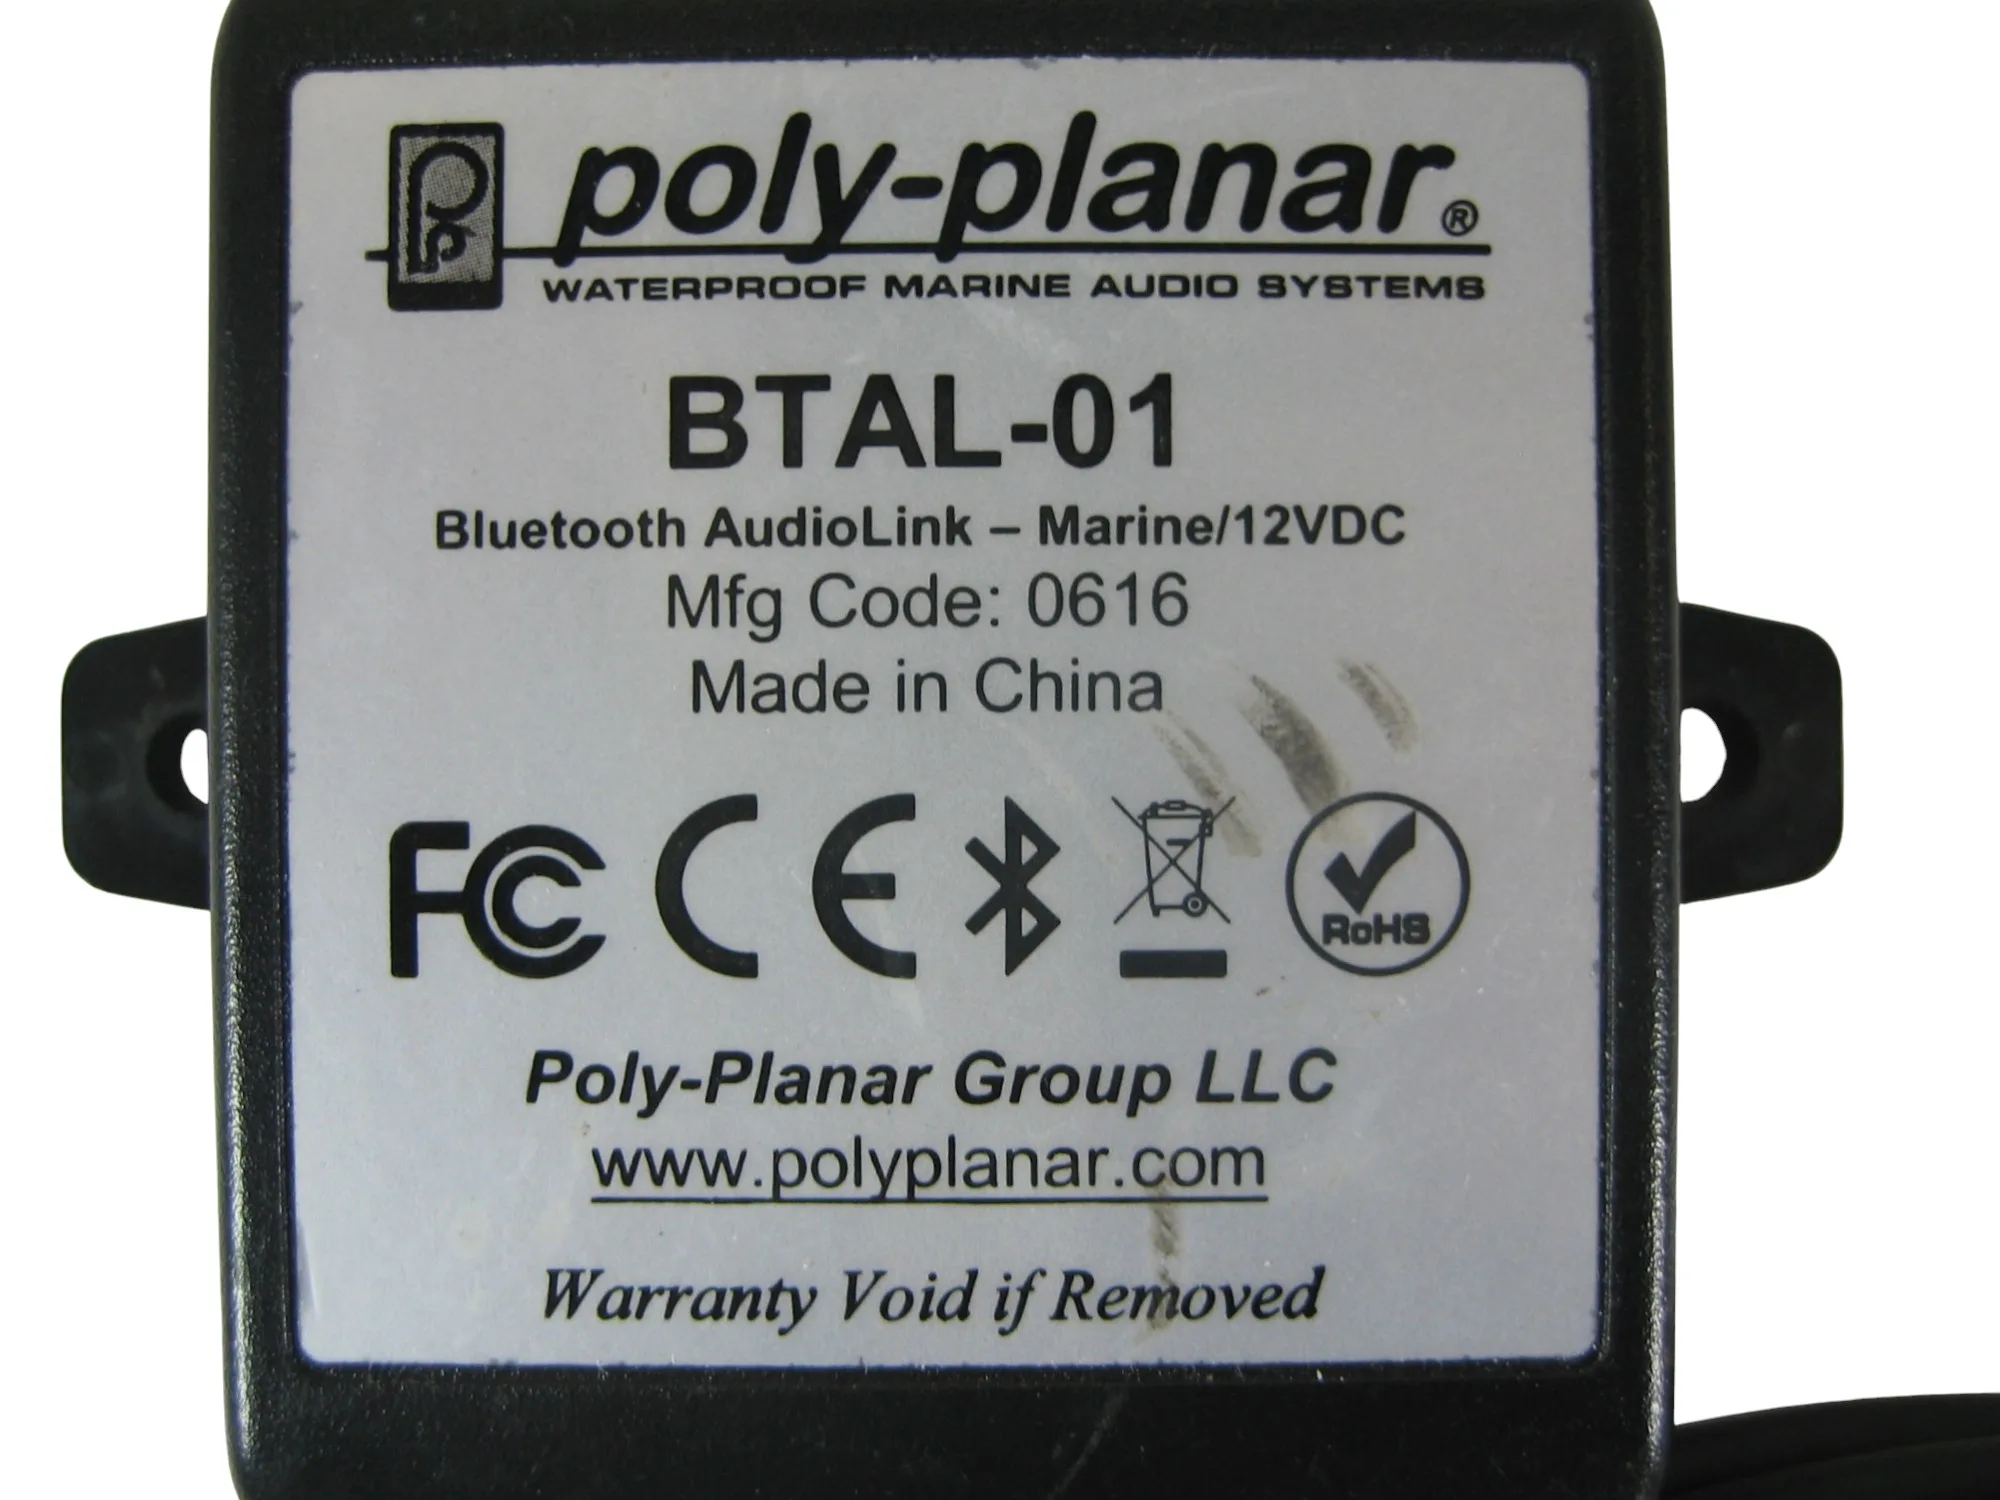 poly-planar®
WATERPROOF MARINE AUDIO SYSTEMS
BTAL-01
Bluetooth AudioLink – Marine/12VDC
Mfg Code: 0616
Made in China
FC CE
RoHS
Poly-Planar Group LLC
www.polyplanar.com
Warranty Void if Removed